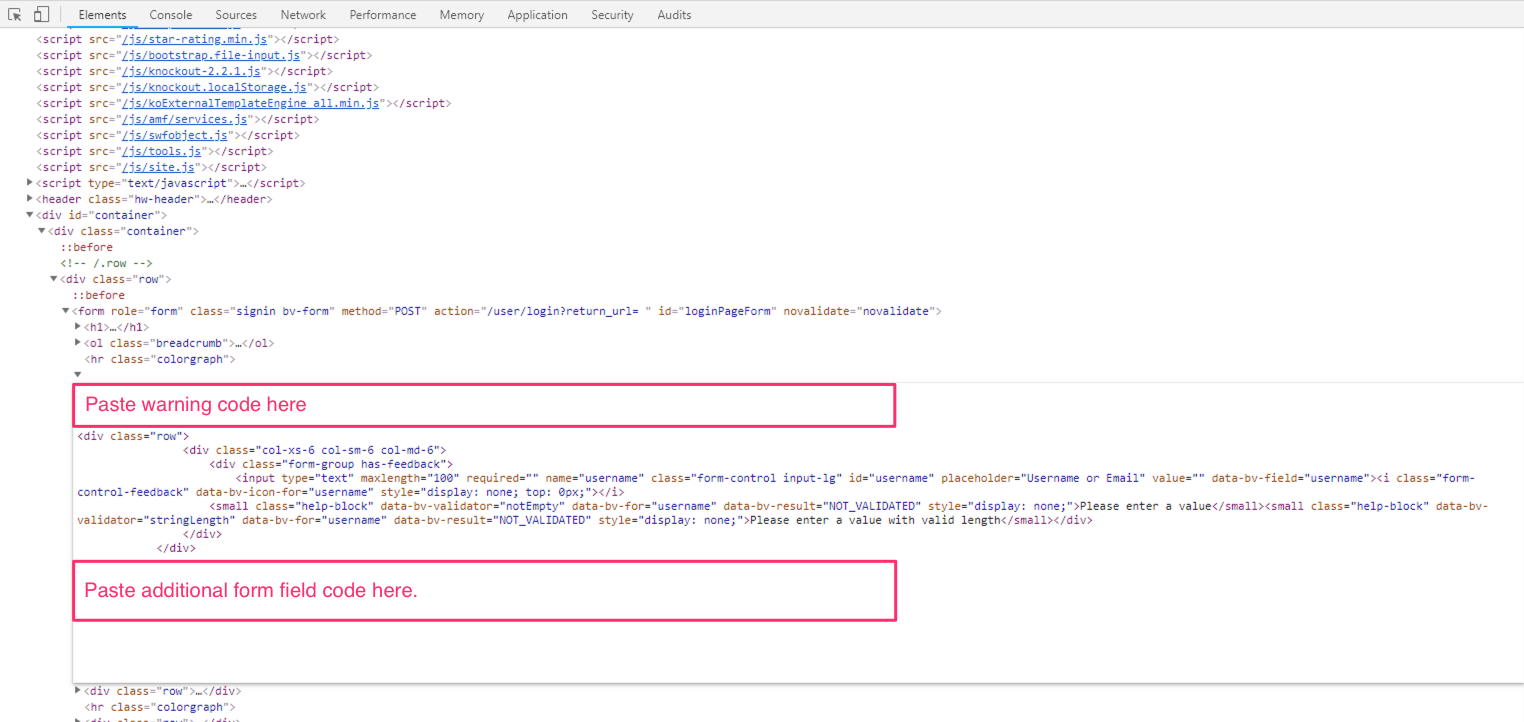 Elements Console Sources Network Performance Memory Application Security Audits
<script src="/js/star-rating.min.js"></script>
<script src="/js/bootstrap.file-input.js"></script>
<script src="/js/knockout-2.2.1.js"></script>
<script src="/js/knockout.localStorage.js"></script>
<script src="/js/koExternalTemplateEngine_all.min.js"></script>
<script src="/js/amf/services.js"></script>
<script src="/js/swfobject.js"></script>
<script src="/js/tools.js"></script>
<script src="/js/site.js"></script>
<script type="text/javascript">…</script>
<header class="hw-header">…</header>
<div id="container">
<div class="container">
::before
<!-- /.row -->
<div class="row">
::before
<form role="form" class="signin bv-form" method="POST" action="/user/login?return_url= " id="loginPageForm" novalidate="novalidate">
<h1>…</h1>
<ol class="breadcrumb">…</ol>
<hr class="colorgraph">
Paste warning code here
<div class="row">
<div class="col-xs-6 col-sm-6 col-md-6">
<div class="form-group has-feedback">
<input type="text" maxlength="100" required="" name="username" class="form-control input-lg" id="username" placeholder="Username or Email" value="" data-bv-field="username"><i class="form-
control-feedback" data-bv-icon-for="username" style="display: none; top: 0px;"></i>
<small class="help-block" data-bv-validator="notEmpty" data-bv-for="username" data-bv-result="NOT_VALIDATED" style="display: none;">Please enter a value</small><small class="help-block" data-bv-
validator="stringLength" data-bv-for="username" data-bv-result="NOT_VALIDATED" style="display: none;">Please enter a value with valid length</small></div>
</div>
</div>
Paste additional form field code here.
<div class="row">…</div>
<hr class="colorgraph">